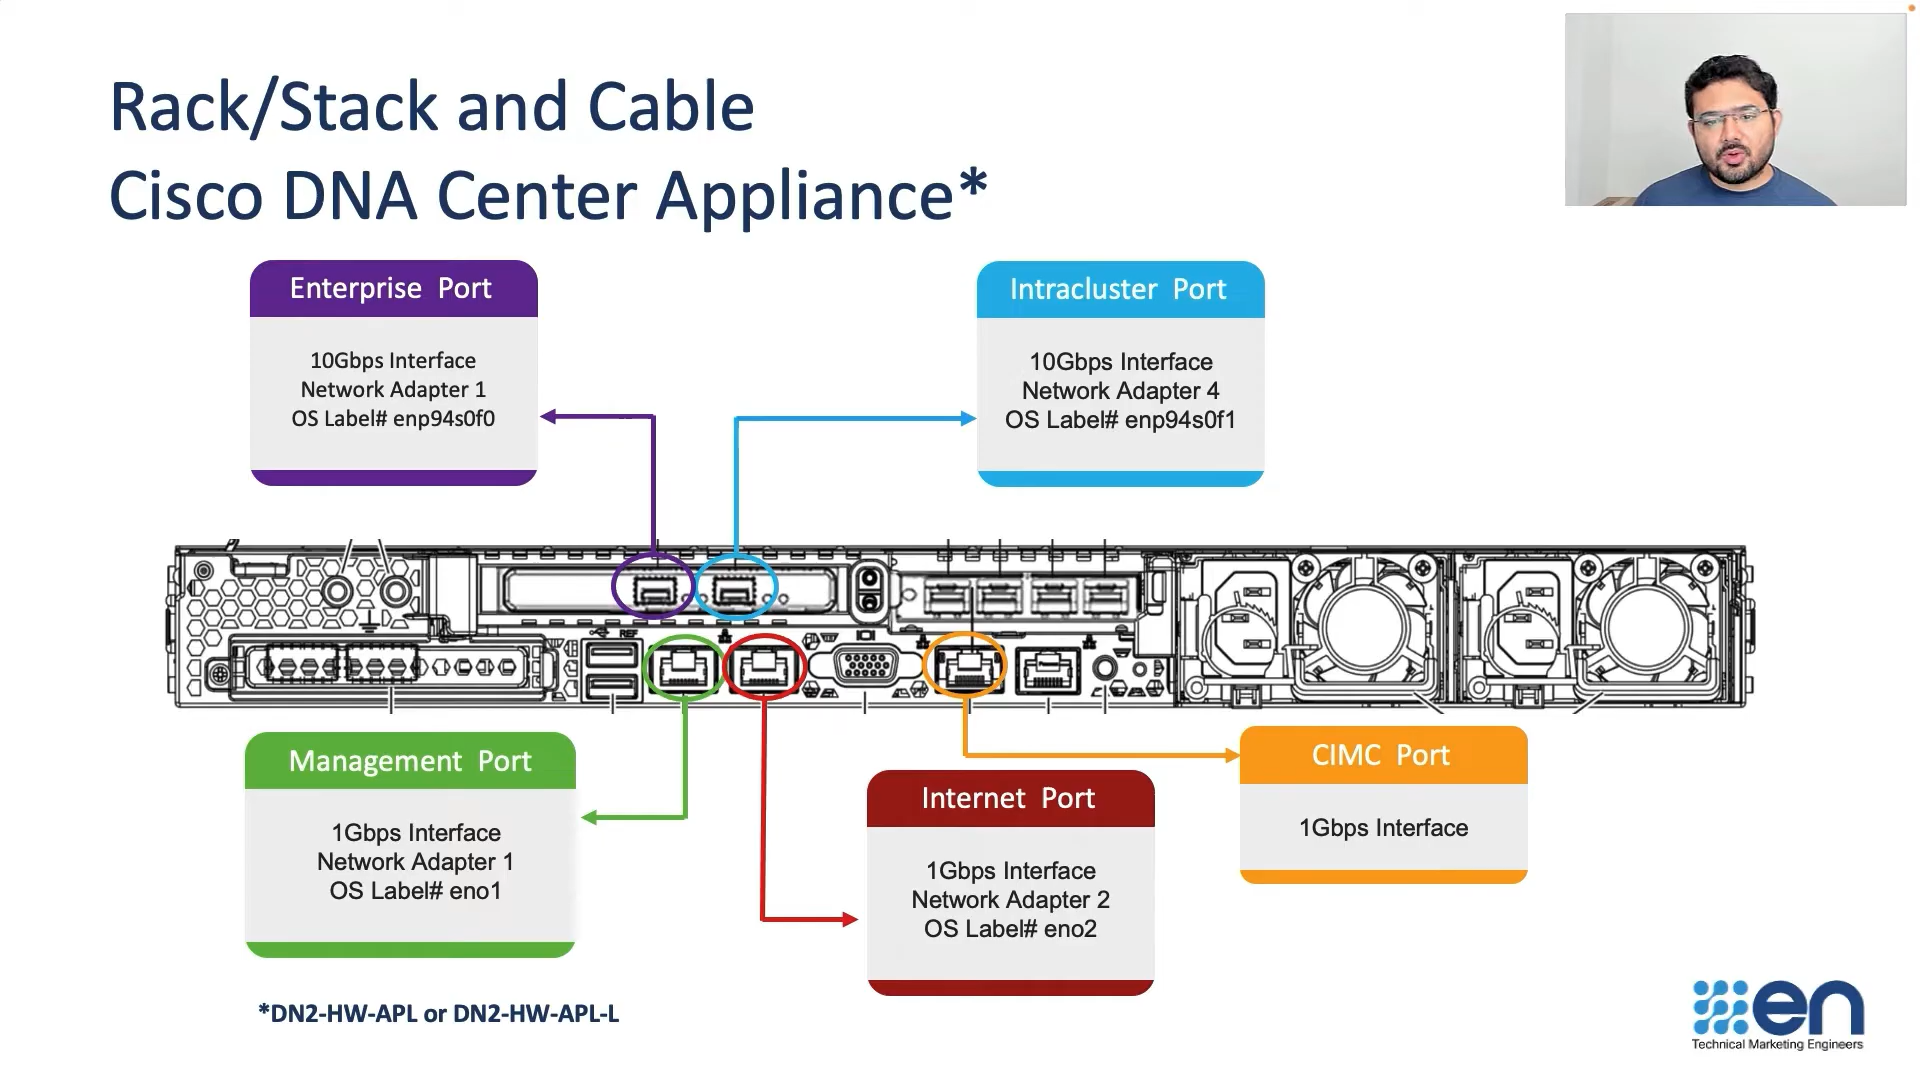 Rack/Stack and Cable
Cisco DNA Center Appliance*
Enterprise Port
10Gbps Interface
Network Adapter 1
OS Label# enp94s0f0
Intracluster Port
10Gbps Interface
Network Adapter 4
OS Label# enp94s0f1
Management Port
1Gbps Interface
Network Adapter 1
OS Label# eno1
Internet Port
1Gbps Interface
Network Adapter 2
OS Label# eno2
CIMC Port
1Gbps Interface
*DN2-HW-APL or DN2-HW-APL-L
en
Technical Marketing Engineers